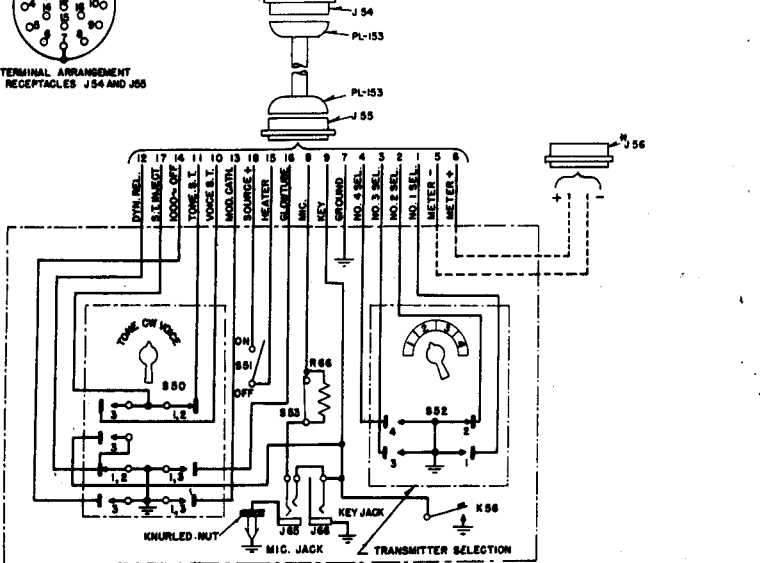 J 54
PL-153
TERMINAL ARRANGEMENT
RECEPTACLES J54 AND J55
PL-153
J 55
* J 56
12 17 14 11 10 13 18 15 16 8 9 7 4 3 2 1 5 6
DYN. REL.
S.T. INJECT.
1000~ OFF
TONE S.T.
VOICE S.T.
MOD. CATH.
SOURCE +
HEATER
GLOWTUBE
MIC.
KEY
GROUND
NO. 4 SEL.
NO. 3 SEL.
NO. 2 SEL.
NO. 1 SEL.
METER -
METER +
+ -
TONE CW VOICE
S50
ON
S51
OFF
R66
S53
1 2 3 4
S52
3 1,2
4 2
3
3 1
1,2 1,3
3 1,3
KNURLED-NUT
J65 J66
KEY JACK
MIC. JACK
K56
TRANSMITTER SELECTION